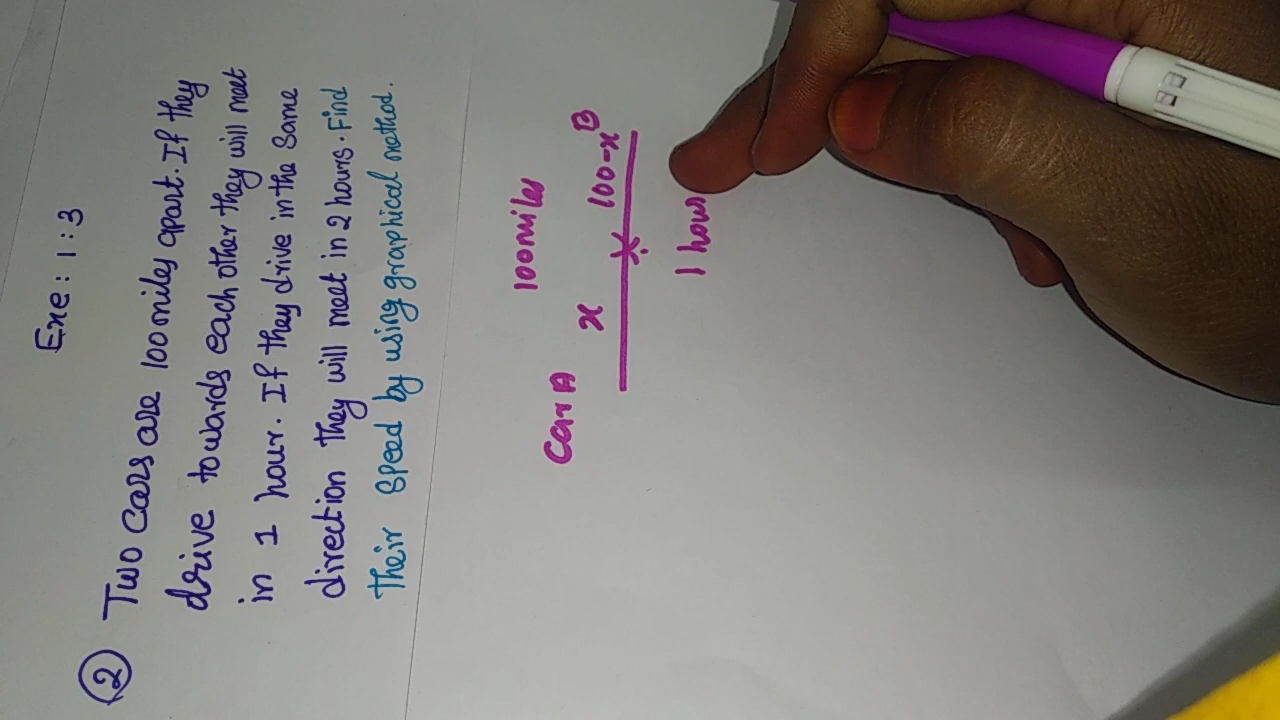 Exe: 1:3
② Two Cars are 100 miles apart. If they
drive towards each other they will meet
in 1 hour. If they drive in the Same
direction they will meet in 2 hours. Find
their speed by using graphical method.
100 miles
Car A x 100-x B
1 hour